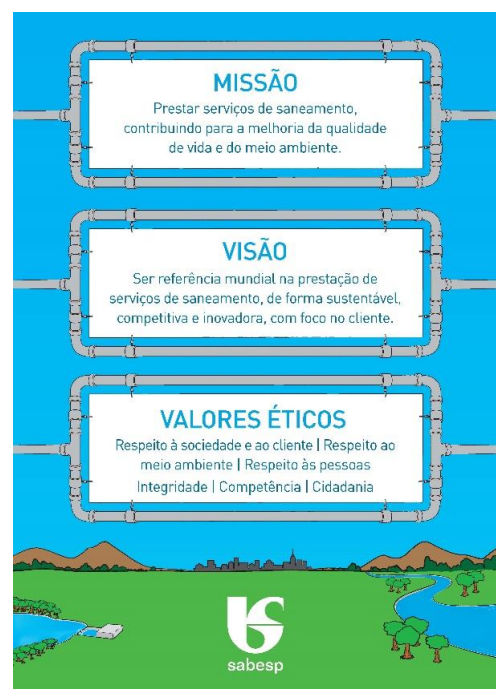 MISSÃO
Prestar serviços de saneamento,
contribuindo para a melhoria da qualidade
de vida e do meio ambiente.
VISÃO
Ser referência mundial na prestação de
serviços de saneamento, de forma sustentável,
competitiva e inovadora, com foco no cliente.
VALORES ÉTICOS
Respeito à sociedade e ao cliente | Respeito ao
meio ambiente | Respeito às pessoas
Integridade | Competência | Cidadania
sabesp